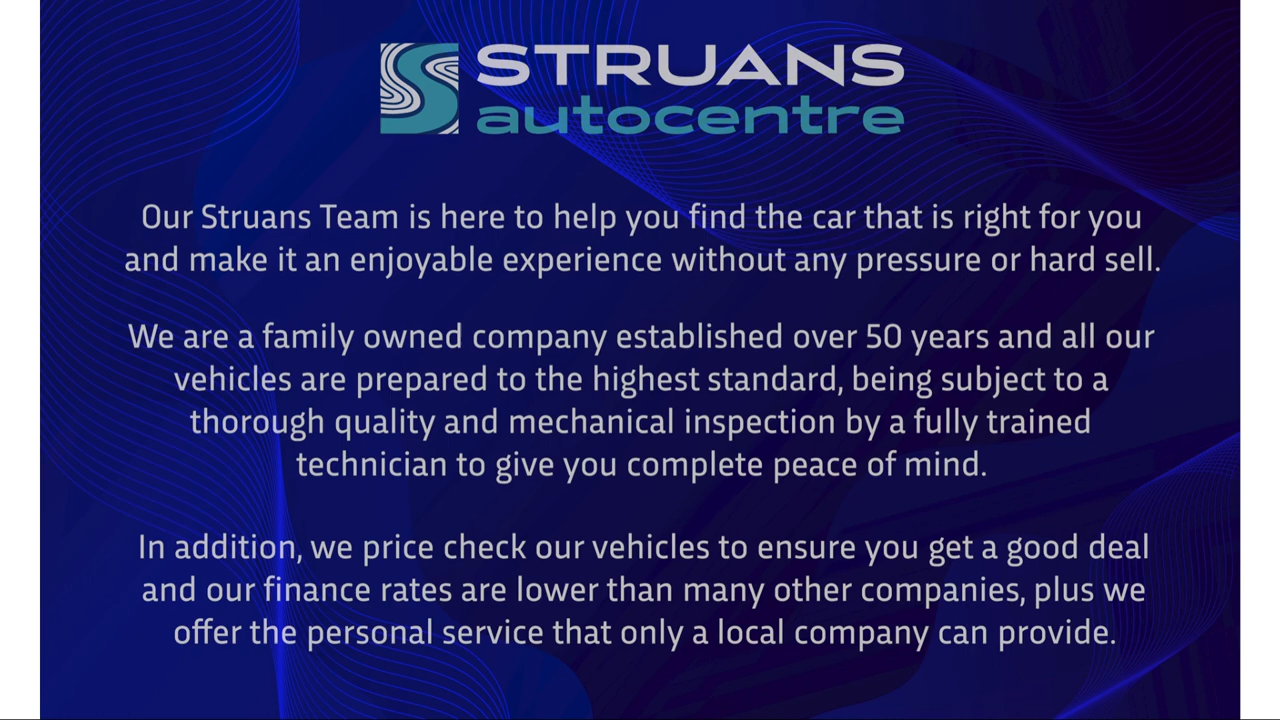 STRUANS
autocentre
Our Struans Team is here to help you find the car that is right for you
and make it an enjoyable experience without any pressure or hard sell.
We are a family owned company established over 50 years and all our
vehicles are prepared to the highest standard, being subject to a
thorough quality and mechanical inspection by a fully trained
technician to give you complete peace of mind.
In addition, we price check our vehicles to ensure you get a good deal
and our finance rates are lower than many other companies, plus we
offer the personal service that only a local company can provide.